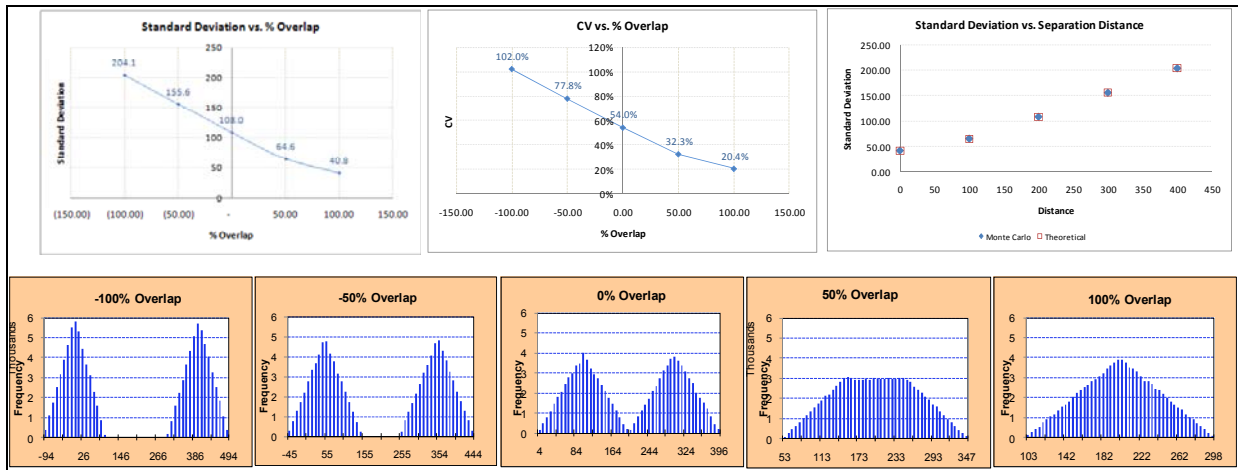 Standard Deviation vs. % Overlap
250
200
150
100
50
0
204.1
155.6
108.0
64.6
40.8
Standard Deviation
(150.00) (100.00) (50.00) - 50.00 100.00 150.00
% Overlap
CV vs. % Overlap
120%
100%
80%
60%
40%
20%
0%
102.0%
77.8%
54.0%
32.3%
20.4%
CV
-150.00 -100.00 -50.00 0.00 50.00 100.00 150.00
% Overlap
Standard Deviation vs. Separation Distance
250.00
200.00
150.00
100.00
50.00
0.00
Standard Deviation
0 50 100 150 200 250 300 350 400 450
Distance
Monte Carlo Theoretical
-100% Overlap
Thousands
Frequency
6
5
4
3
2
1
0
-94 26 146 266 386 494
-50% Overlap
Frequency
6
5
4
3
2
1
0
-45 55 155 255 354 444
0% Overlap
Frequency
6
5
4
3
2
1
0
4 84 164 244 324 396
50% Overlap
Thousands
Frequency
6
5
4
3
2
1
0
53 113 173 233 293 347
100% Overlap
Frequency
6
5
4
3
2
1
0
103 142 182 222 262 298